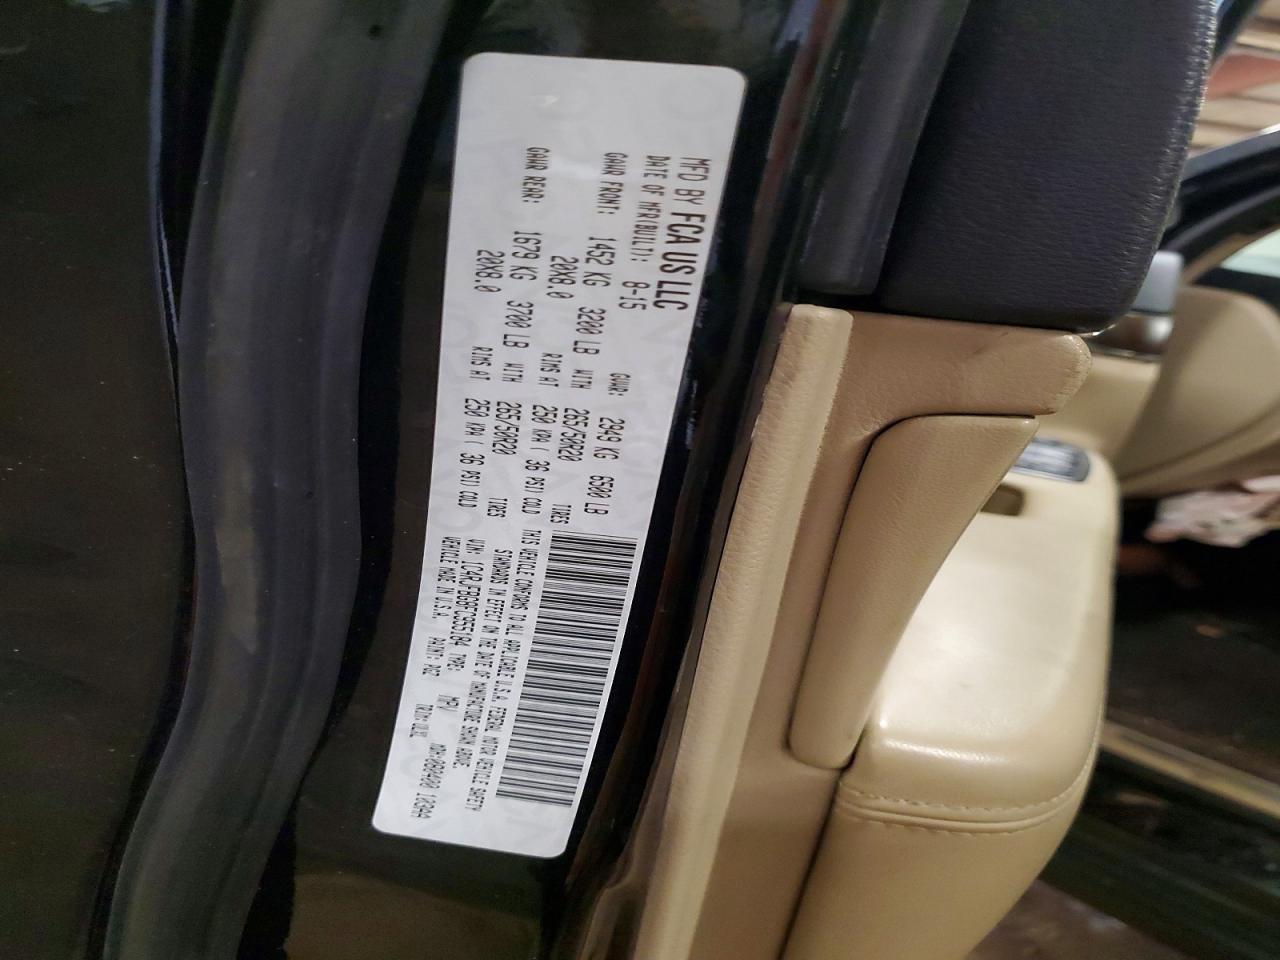 MFD BY FCA US LLC
DATE OF MFR(BUILT): 8-15 GVWR: 2949 KG 6500 LB
GAWR FRONT: 1452 KG 3200 LB WITH 265/50R20 TIRES
20X8.0 RIMS AT 250 KPA ( 36 PSI) COLD
GAWR REAR: 1679 KG 3700 LB WITH 265/50R20 TIRES
20X8.0 RIMS AT 250 KPA ( 36 PSI) COLD
THIS VEHICLE CONFORMS TO ALL APPLICABLE U.S.A. FEDERAL MOTOR VEHICLE SAFETY
STANDARDS IN EFFECT ON THE DATE OF MANUFACTURE SHOWN ABOVE.
VIN: TYPE: MPV
VEHICLE MADE IN U.S.A. PAINT: TRIM: